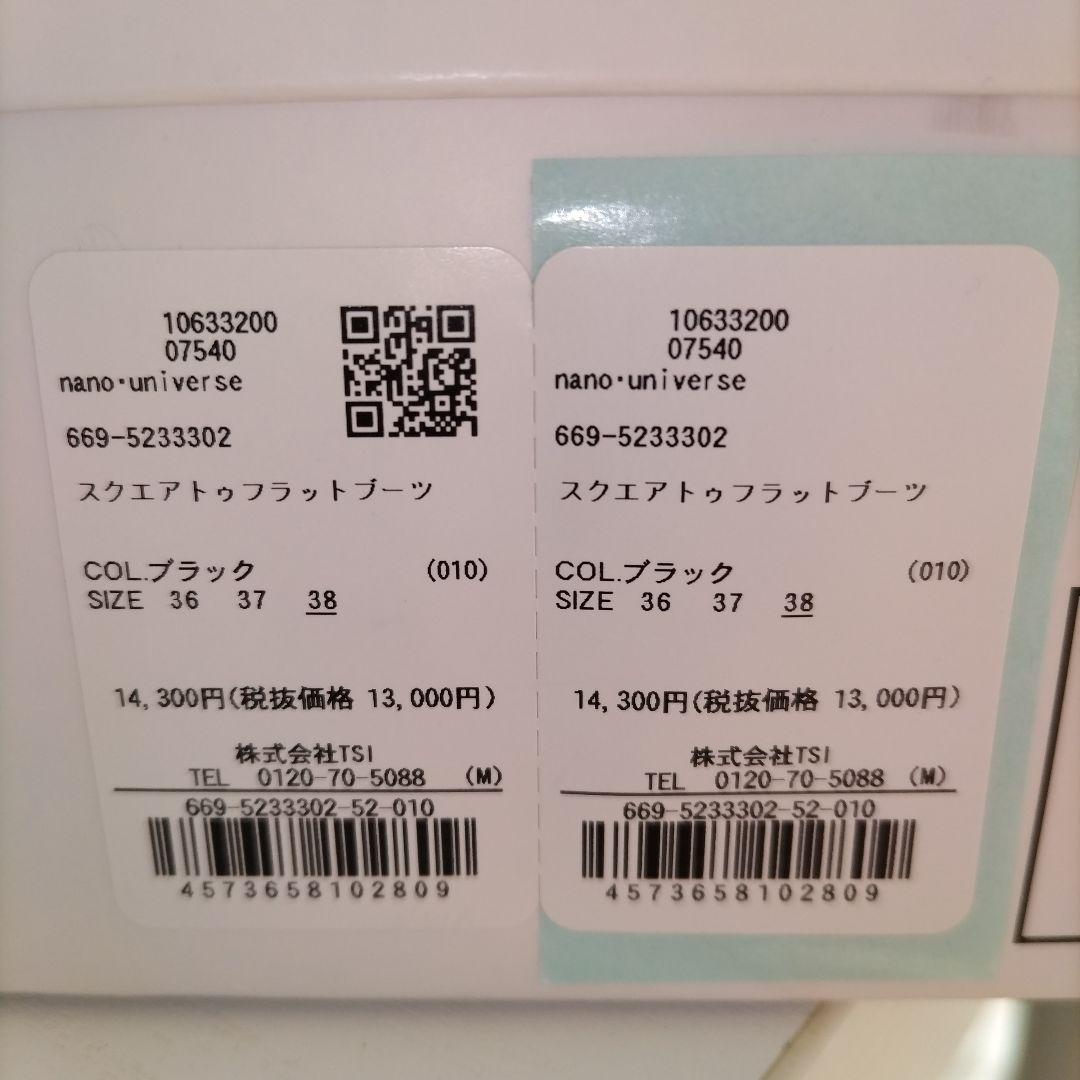 10633200
07540
nano・universe
669-5233302
スクエアトゥフラットブーツ
COL.ブラック (010)
SIZE 36 37 38
14,300円(税抜価格 13,000円)
株式会社TSI
TEL 0120-70-5088 (M)
669-5233302-52-010
4573658102809
10633200
07540
nano・universe
669-5233302
スクエアトゥフラットブーツ
COL.ブラック (010)
SIZE 36 37 38
14,300円(税抜価格 13,000円)
株式会社TSI
TEL 0120-70-5088 (M)
669-5233302-52-010
4573658102809